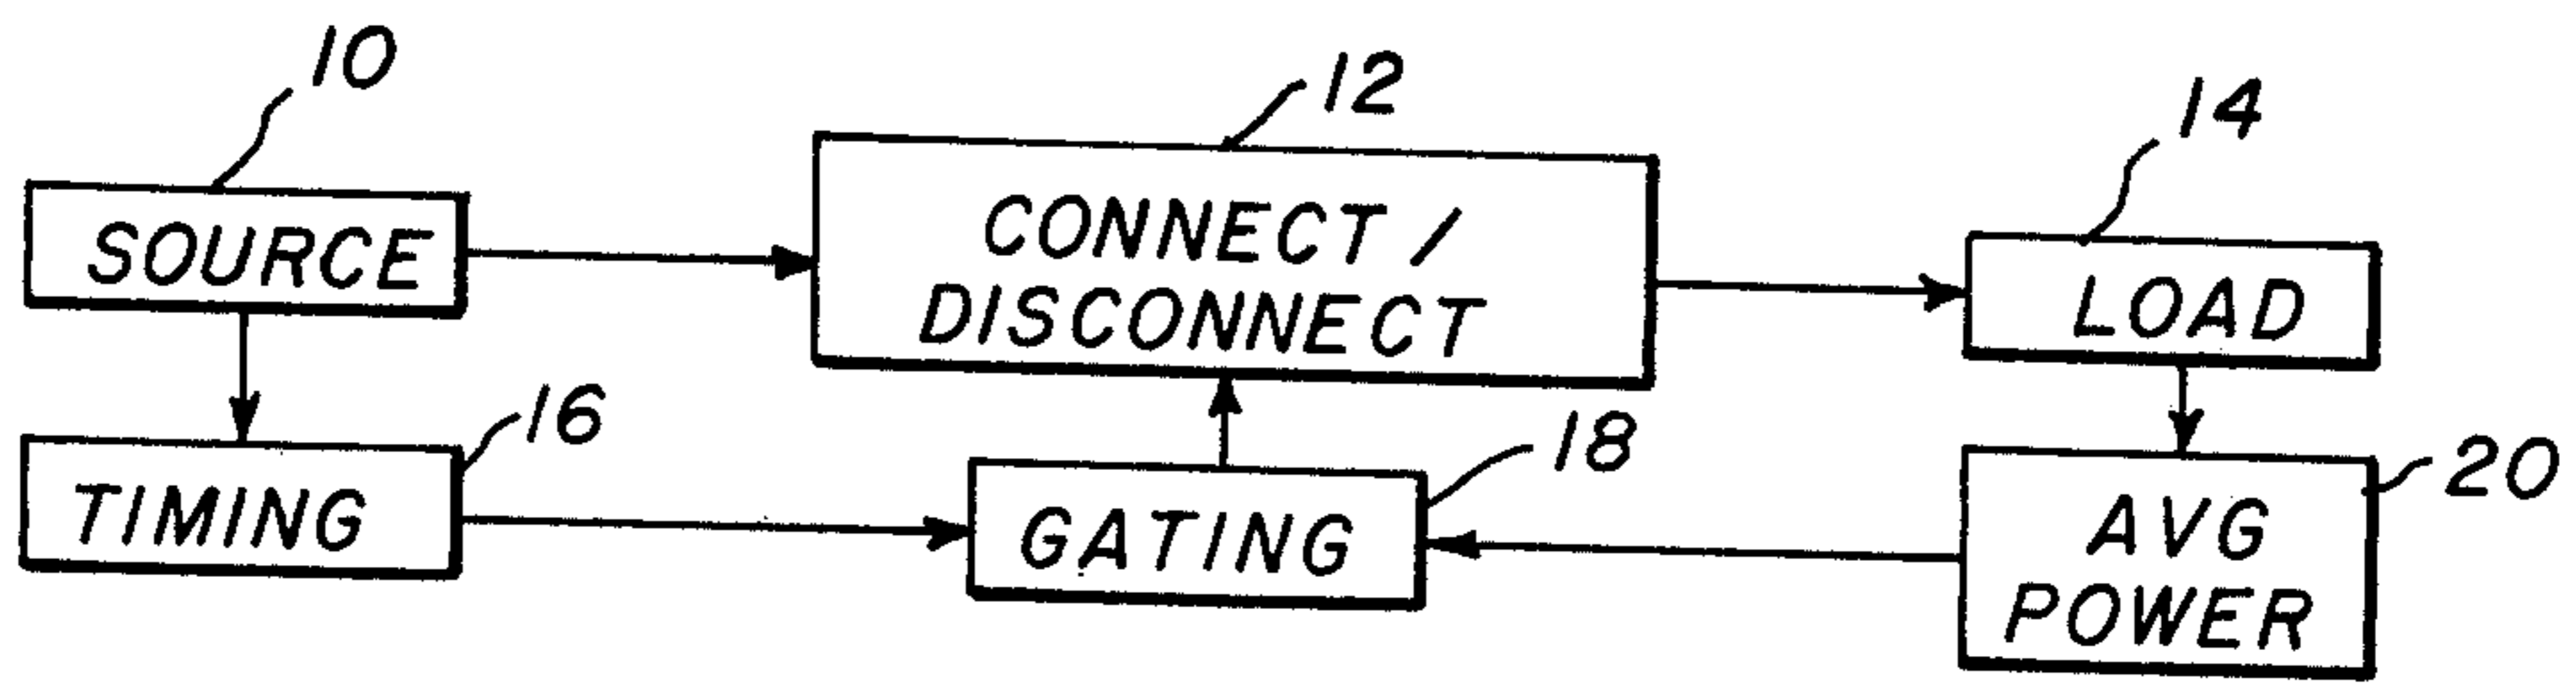 10
12
14
SOURCE
CONNECT /
DISCONNECT
LOAD
16
18
20
TIMING
GATING
AVG
POWER